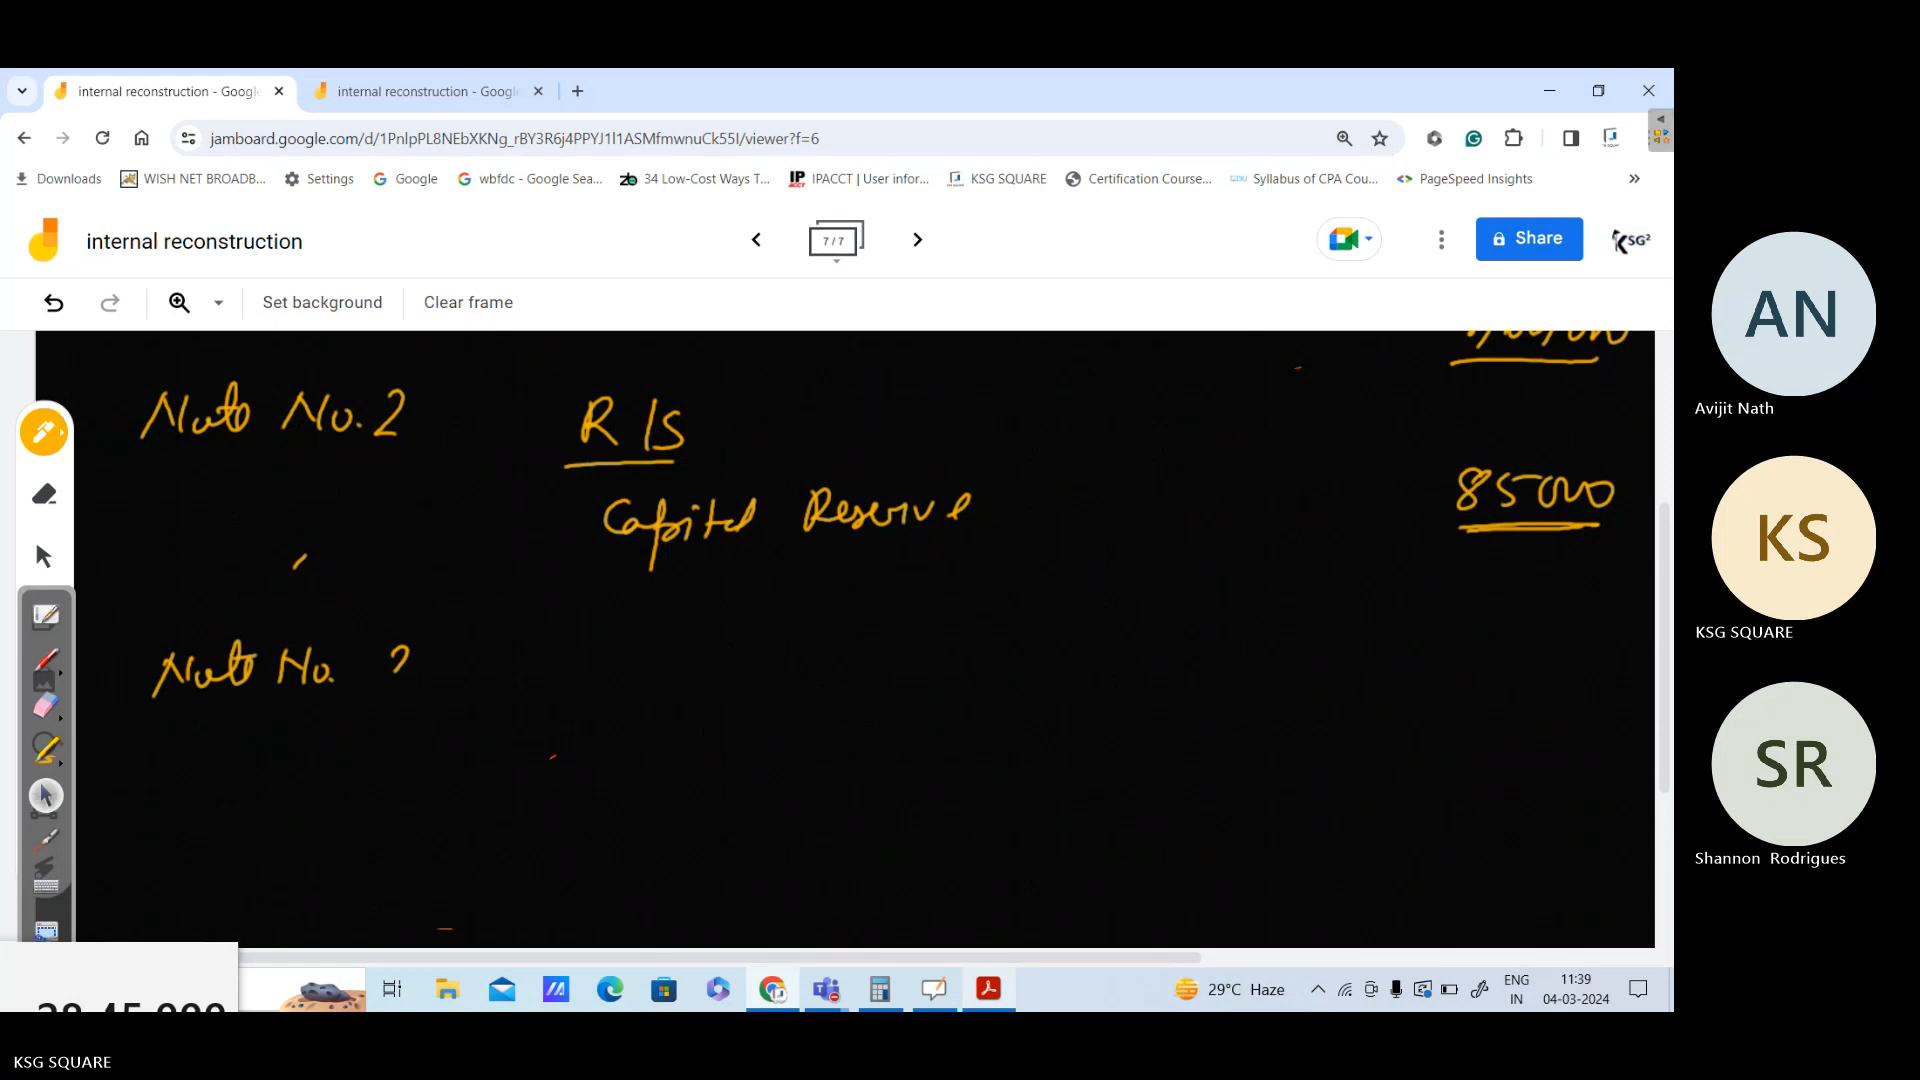 internal reconstruction - Googl
internal reconstruction - Googl
jamboard.google.com/d/1PnlpPL8NEbXKNg_rBY3R6j4PPYJ1l1ASMfmwnuCk55I/viewer?f=6
Downloads WISH NET BROADB... Settings Google wbfdc - Google Sea... 34 Low-Cost Ways T... IPACCT | User infor... KSG SQUARE Certification Course... Syllabus of CPA Cou... PageSpeed Insights
internal reconstruction
7 / 7
Share
KSG²
Set background
Clear frame
Note No. 2 R/S
Capital Reserve 85000
Note No.
AN
Avijit Nath
KS
KSG SQUARE
SR
Shannon Rodrigues
29°C Haze
ENG
IN
11:39
04-03-2024
KSG SQUARE